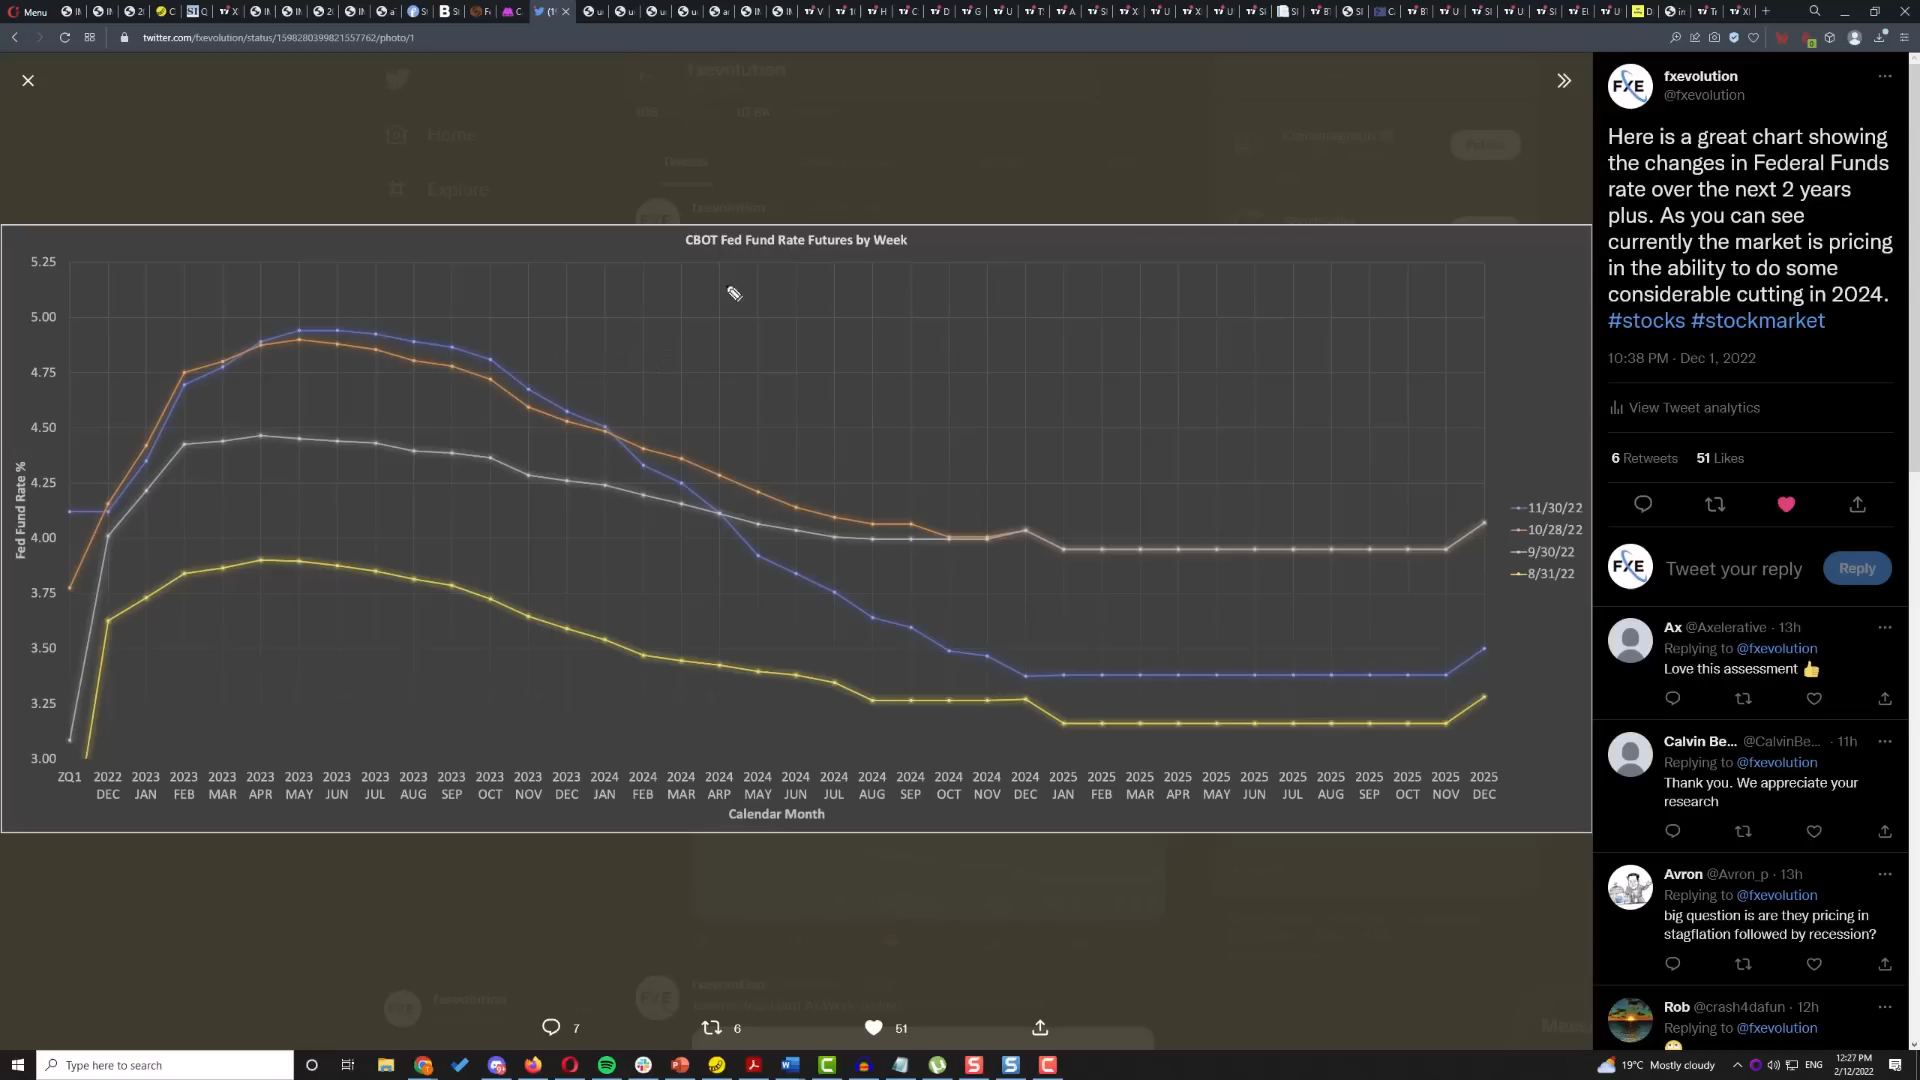 Menu
twitter.com/fxevolution/status/1598280399821557762/photo/1
Home
Explore
CBOT Fed Fund Rate Futures by Week
5.25
5.00
4.75
4.50
4.25
4.00
3.75
3.50
3.25
3.00
Fed Fund Rate %
11/30/22
10/28/22
9/30/22
8/31/22
ZQ1 2022 2023 2023 2023 2023 2023 2023 2023 2023 2023 2023 2023 2023 2024 2024 2024 2024 2024 2024 2024 2024 2024 2024 2024 2024 2025 2025 2025 2025 2025 2025 2025 2025 2025 2025 2025 2025
DEC JAN FEB MAR APR MAY JUN JUL AUG SEP OCT NOV DEC JAN FEB MAR ARP MAY JUN JUL AUG SEP OCT NOV DEC JAN FEB MAR APR MAY JUN JUL AUG SEP OCT NOV DEC
Calendar Month
7 6 51
fxevolution
@fxevolution
Here is a great chart showing
the changes in Federal Funds
rate over the next 2 years
plus. As you can see
currently the market is pricing
in the ability to do some
considerable cutting in 2024.
#stocks #stockmarket
10:38 PM · Dec 1, 2022
View Tweet analytics
6 Retweets 51 Likes
FXE
Tweet your reply
Reply
Ax @Axelerative · 13h
Replying to @fxevolution
Love this assessment 👍
Calvin Be... @CalvinBe... · 11h
Replying to @fxevolution
Thank you. We appreciate your
research
Avron @Avron_p · 13h
Replying to @fxevolution
big question is are they pricing in
stagflation followed by recession?
Rob @crash4dafun · 12h
Replying to @fxevolution
Type here to search
19°C Mostly cloudy
ENG
12:27 PM
2/12/2022